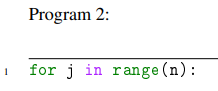 Program 2:
1 for j in range(n):